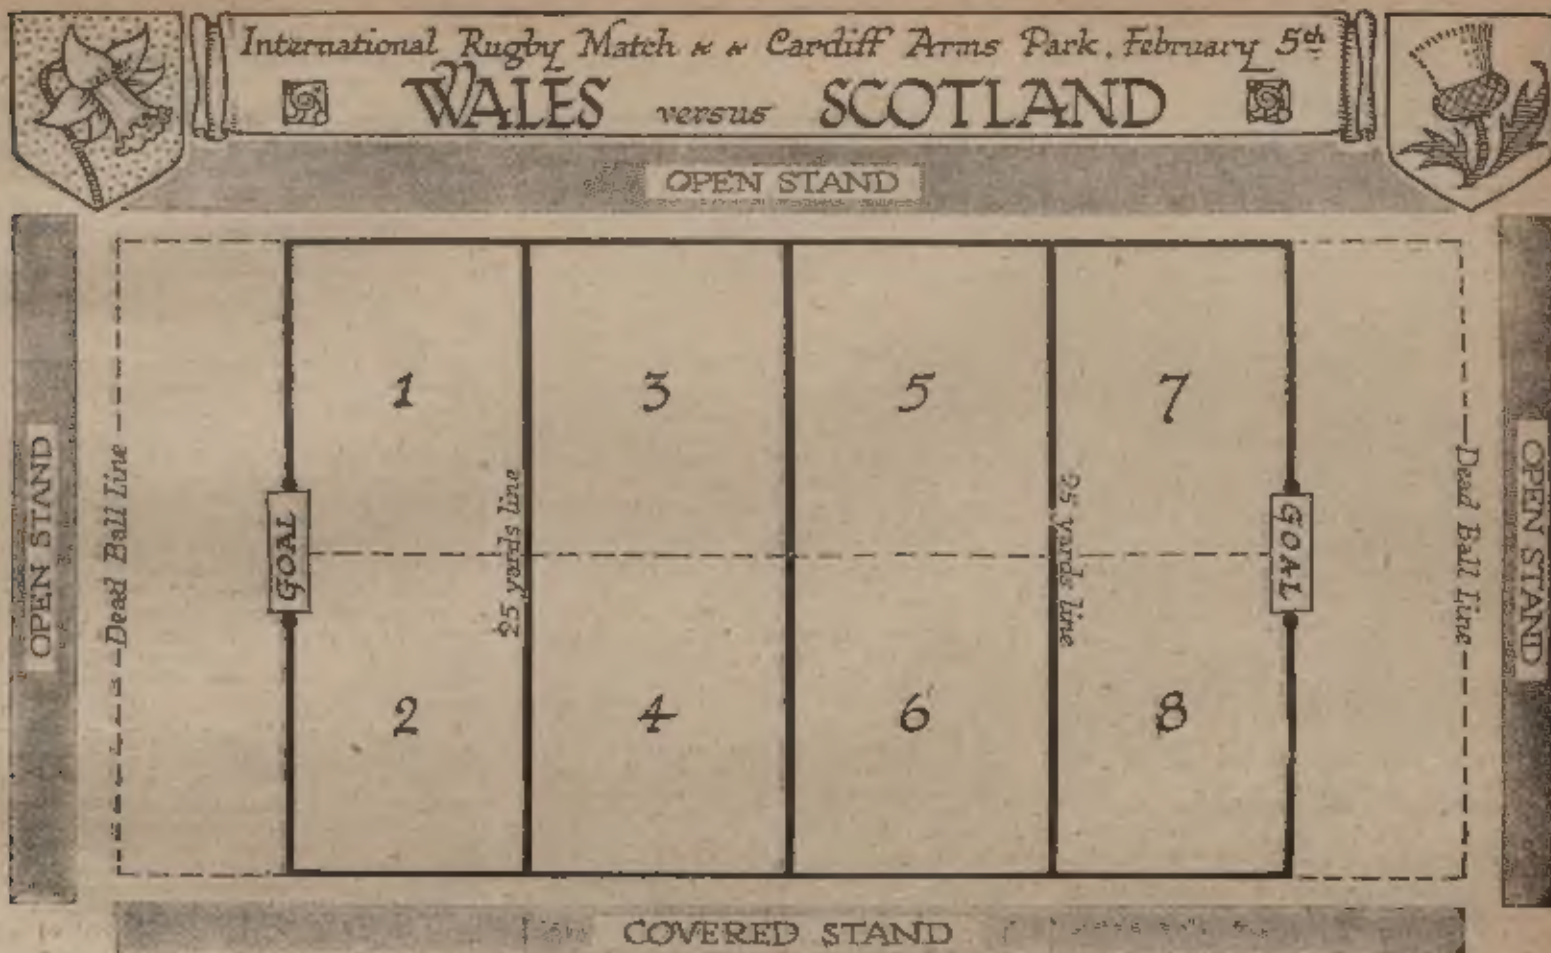 International Rugby Match Cardiff Arms Park, February 5th
WALES versus SCOTLAND
OPEN STAND
1
3
5
7
OPEN STAND
Dead Ball Line
GOAL
25 yards line
25 yards line
GOAL
Dead Ball Line
OPEN STAND
2
4
6
8
COVERED STAND